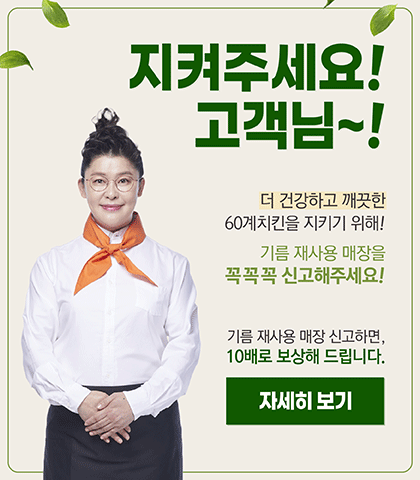 지켜주세요!
고객님~!
더 건강하고 깨끗한
60계치킨을 지키기 위해!
기름 재사용 매장을
꼭꼭꼭 신고해주세요!
기름 재사용 매장 신고하면,
10배로 보상해 드립니다.
자세히 보기